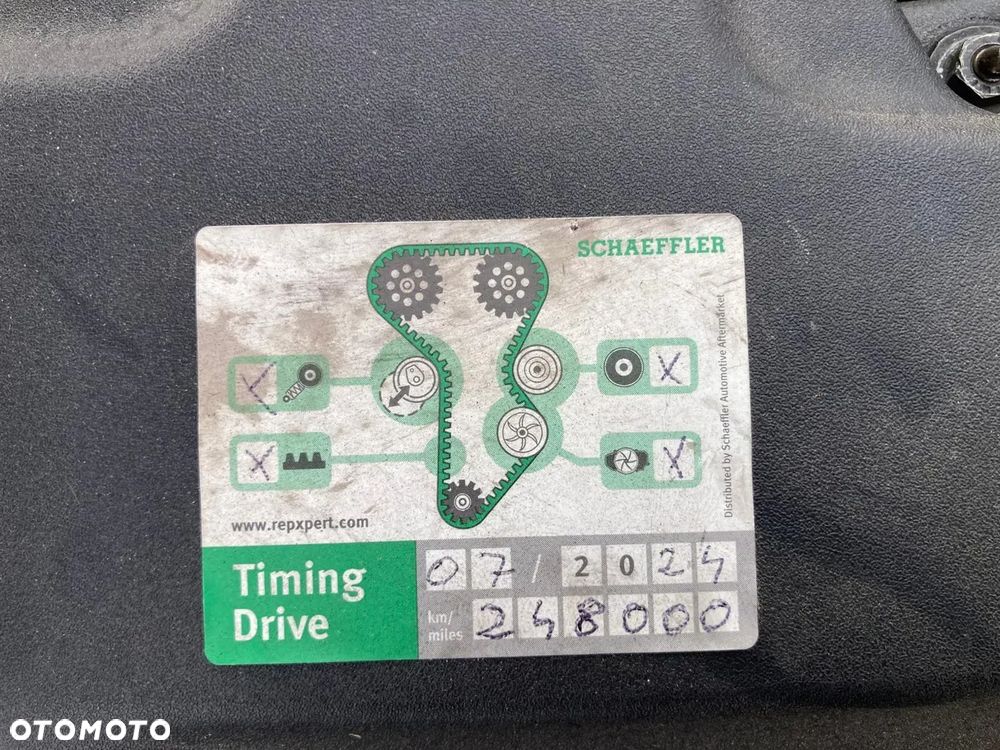 SCHAEFFLER
X
X
X
X
www.repxpert.com
Distributed by Schaeffler Automotive Aftermarket
Timing
Drive
07 / 2024
km/
miles
248000
OTOMOTO